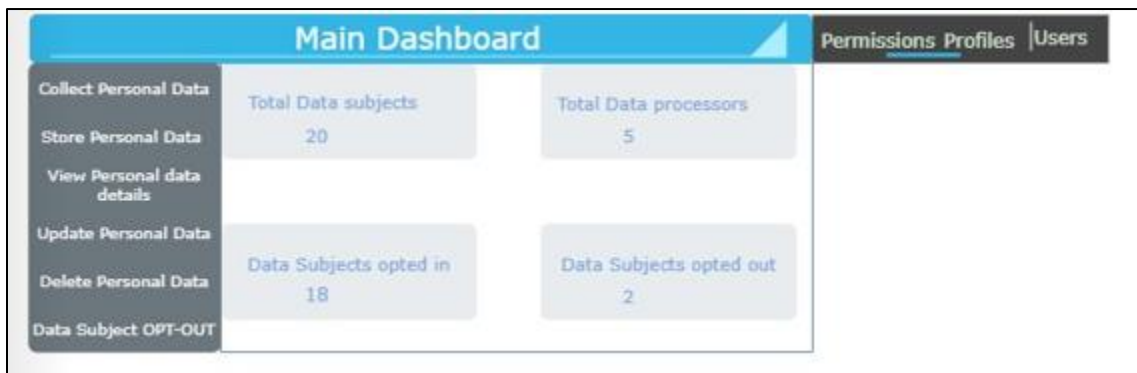 Main Dashboard
Permissions Profiles Users
Collect Personal Data
Store Personal Data
View Personal data
details
Update Personal Data
Delete Personal Data
Data Subject OPT-OUT
Total Data subjects
20
Total Data processors
5
Data Subjects opted in
18
Data Subjects opted out
2